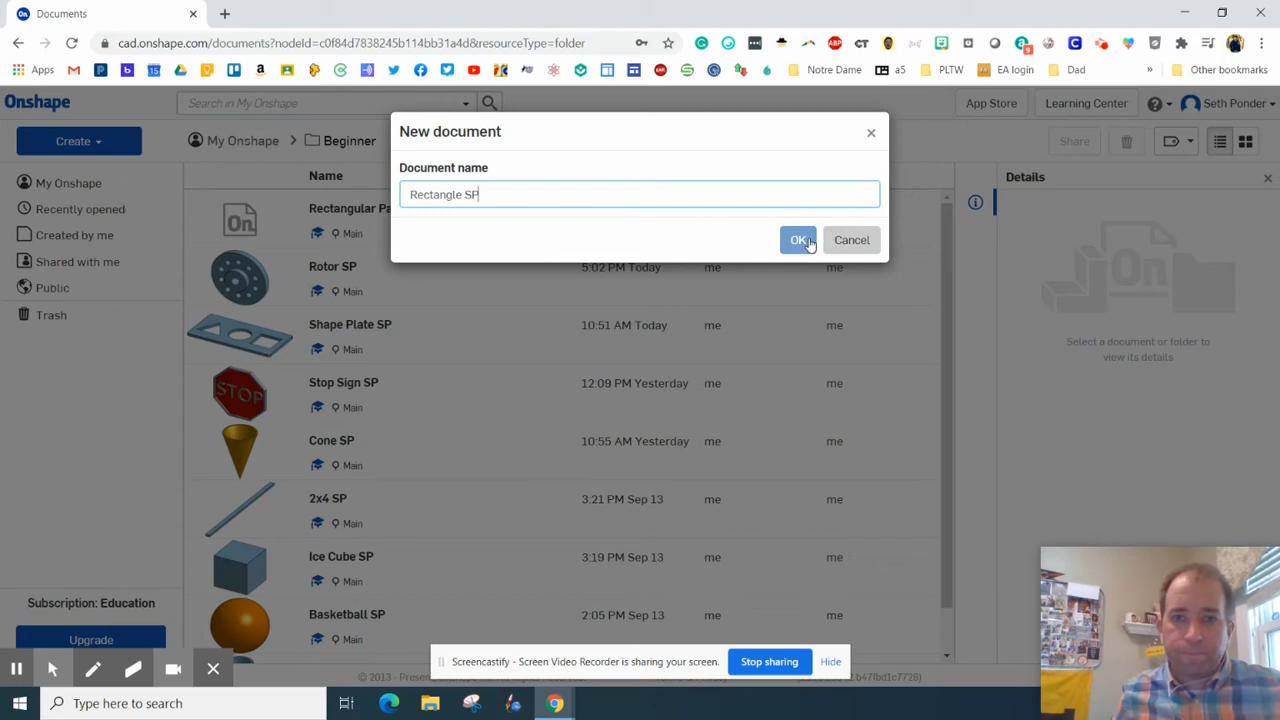 Documents
cad.onshape.com/documents?nodeId=c0f84d7838245b114bb31a4d&resourceType=folder
Apps
Notre Dame
a5
PLTW
EA login
Dad
»
Other bookmarks
Onshape
Search in My Onshape
App Store
Learning Center
Seth Ponder
Create
My Onshape
Beginner
Share
New document
Document name
Rectangle SP
OK
Cancel
My Onshape
Recently opened
Created by me
Shared with me
Public
Trash
Name
Details
Rectangular Pa
Main
Rotor SP
5:02 PM Today
me
me
Main
Shape Plate SP
10:51 AM Today
me
me
Main
Stop Sign SP
12:09 PM Yesterday
me
me
STOP
Main
Cone SP
10:55 AM Yesterday
me
me
Main
2x4 SP
3:21 PM Sep 13
me
me
Main
Ice Cube SP
3:19 PM Sep 13
me
me
Main
Basketball SP
2:05 PM Sep 13
me
me
Main
On
Select a document or folder to
view its details
Subscription: Education
Upgrade
Screencastify - Screen Video Recorder is sharing your screen.
Stop sharing
Hide
Type here to search